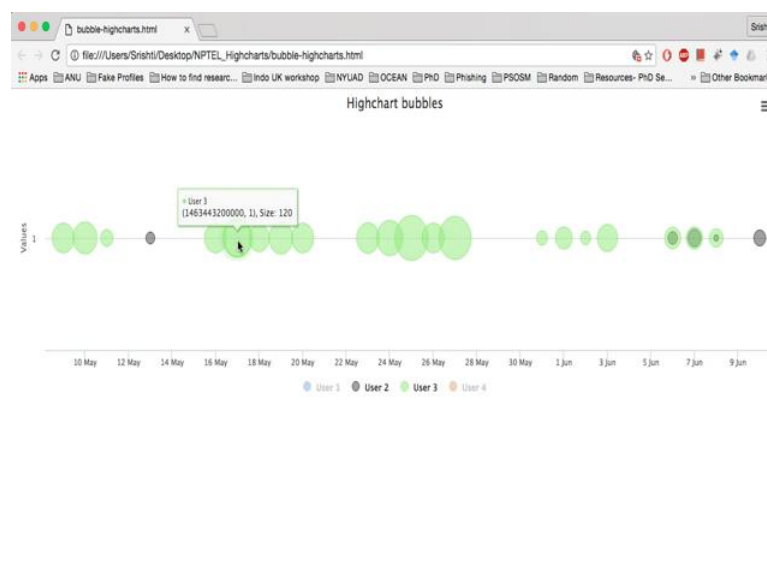 bubble-highcharts.html
Srish
file:///Users/Srishti/Desktop/NPTEL_Highcharts/bubble-highcharts.html
Apps ANU Fake Profiles How to find researc... Indo UK workshop NYUAD OCEAN PhD Phishing PSOSM Random Resources- PhD Se... » Other Bookmark
Highchart bubbles
User 3
(1463443200000, 1), Size: 120
Values
1
10 May 12 May 14 May 16 May 18 May 20 May 22 May 24 May 26 May 28 May 30 May 1 Jun 3 Jun 5 Jun 7 Jun 9 Jun
User 1 User 2 User 3 User 4